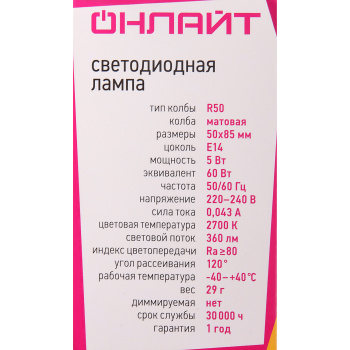 ОНЛАЙТ
светодиодная
лампа
тип колбы R50
колба матовая
размеры 50x85 мм
цоколь E14
мощность 5 Вт
эквивалент 60 Вт
частота 50/60 Гц
напряжение 220–240 В
сила тока 0,043 А
цветовая температура 2700 К
световой поток 360 лм
индекс цветопередачи Ra≥80
угол рассеивания 120°
рабочая температура -40– +40°C
вес 29 г
диммируемая нет
срок службы 30 000 ч
гарантия 1 год